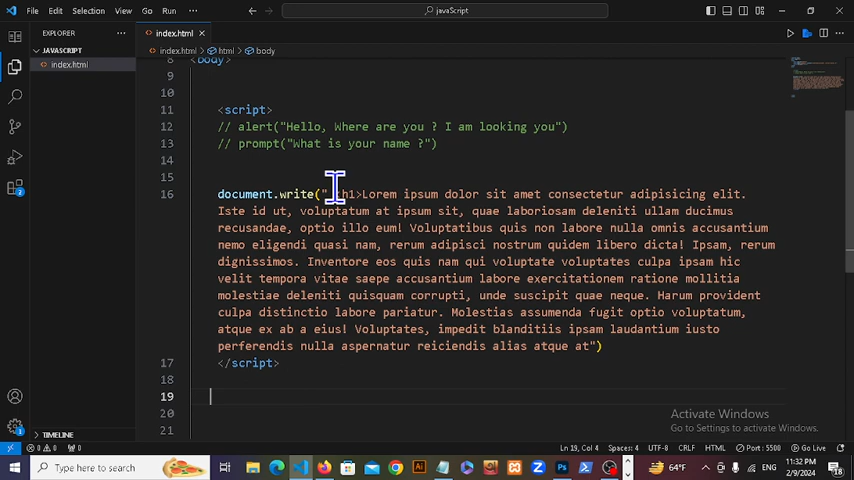 File Edit Selection View Go Run
javaScript
EXPLORER
index.html
JAVASCRIPT
index.html > html > body
index.html
8 <body>
9
10
11 <script>
12 // alert("Hello, Where are you ? I am looking you")
13 // prompt("What is your name ?")
14
15
16 document.write(" <h1>Lorem ipsum dolor sit amet consectetur adipisicing elit.
Iste id ut, voluptatum at ipsum sit, quae laboriosam deleniti ullam ducimus
recusandae, optio illo eum! Voluptatibus quis non labore nulla accusantium
nemo eligendi quasi nam, rerum adipisci nostrum quidem libero dicta! Ipsam, rerum
dignissimos. Inventore eos quis nam qui voluptate voluptates culpa ipsam hic
velit tempora vitae saepe accusantium labore exercitationem ratione mollitia
molestiae deleniti quisquam corrupti, unde suscipit quae neque. Harum provident
culpa distinctio labore pariatur. Molestias assumenda fugit optio voluptatum,
atque ex ab a eius! Voluptates, impedit blanditiis ipsam laudantium iusto
perferendis nulla aspernatur reiciendis alias atque at")
17 </script>
18
19
20
21
Activate Windows
Go to Settings to activate Windows.
TIMELINE
0 0 0 Ln 19, Col 4 Spaces: 4 UTF-8 CRLF HTML Port : 5500 Go Live
Type here to search
64°F ENG
11:32 PM
2/9/2024
18